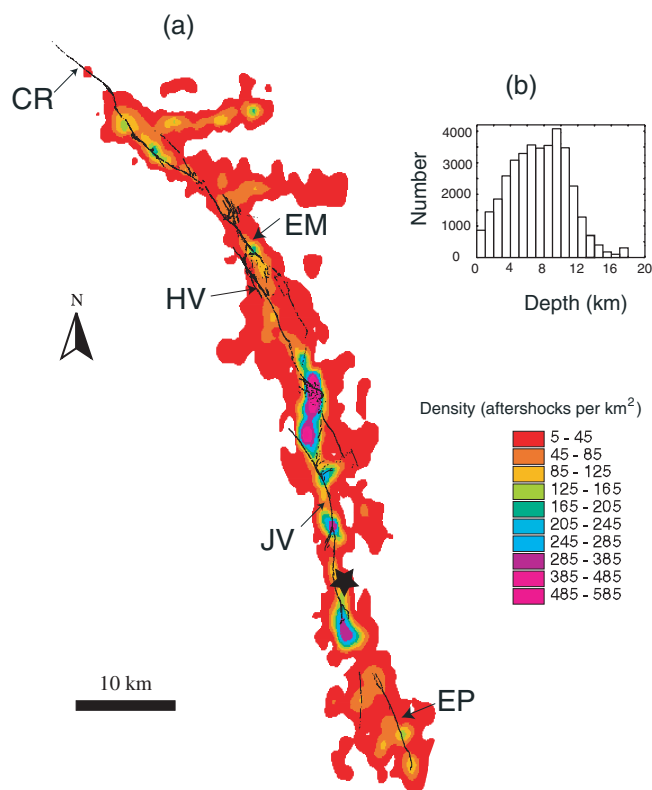 (a)
CR
EM
HV
N
JV
EP
10 km
(b)
Number
4000
3000
2000
1000
0
0 4 8 12 16 20
Depth (km)
Density (aftershocks per km²)
5 - 45
45 - 85
85 - 125
125 - 165
165 - 205
205 - 245
245 - 285
285 - 385
385 - 485
485 - 585